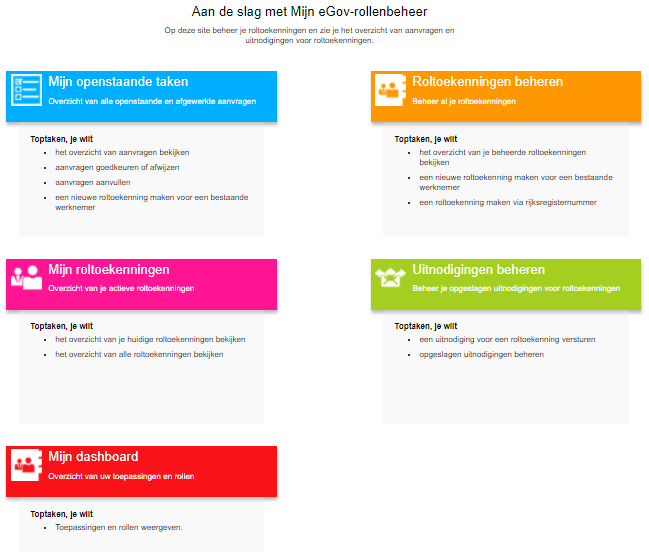 Aan de slag met Mijn eGov-rollenbeheer
Op deze site beheer je roltoekenningen en zie je het overzicht van aanvragen en
uitnodigingen voor roltoekenningen.
Mijn openstaande taken
Overzicht van alle openstaande en afgewerkte aanvragen
Toptaken, je wilt
• het overzicht van aanvragen bekijken
• aanvragen goedkeuren of afwijzen
• aanvragen aanvullen
• een nieuwe roltoekenning maken voor een bestaande
werknemer
Roltoekenningen beheren
Beheer al je roltoekenningen
Toptaken, je wilt
• het overzicht van je beheerde roltoekenningen
bekijken
• een nieuwe roltoekenning maken voor een bestaande
werknemer
• een roltoekenning maken via rijksregisternummer
Mijn roltoekenningen
Overzicht van je actieve roltoekenningen
Toptaken, je wilt
• het overzicht van je huidige roltoekenningen bekijken
• het overzicht van alle roltoekenningen bekijken
Uitnodigingen beheren
Beheer je opgeslagen uitnodigingen voor roltoekenningen
Toptaken, je wilt
• een uitnodiging voor een roltoekenning versturen
• opgeslagen uitnodigingen beheren
Mijn dashboard
Overzicht van uw toepassingen en rollen
Toptaken, je wilt
• Toepassingen en rollen weergeven.